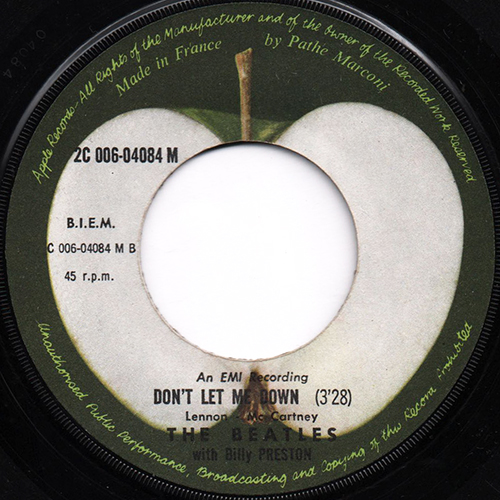 Apple Records - All Rights of the Manufacturer and of the Owner of the Recorded Work Reserved
Made in France by Pathe Marconi
2C 006-04084 M
B.I.E.M.
C 006-04084 M B
45 r.p.m.
An EMI Recording
DON'T LET ME DOWN (3'28)
Lennon - Mc Cartney
THE BEATLES
with Billy PRESTON
Unauthorised Public Performance, Broadcasting and Copying of this Record Prohibited